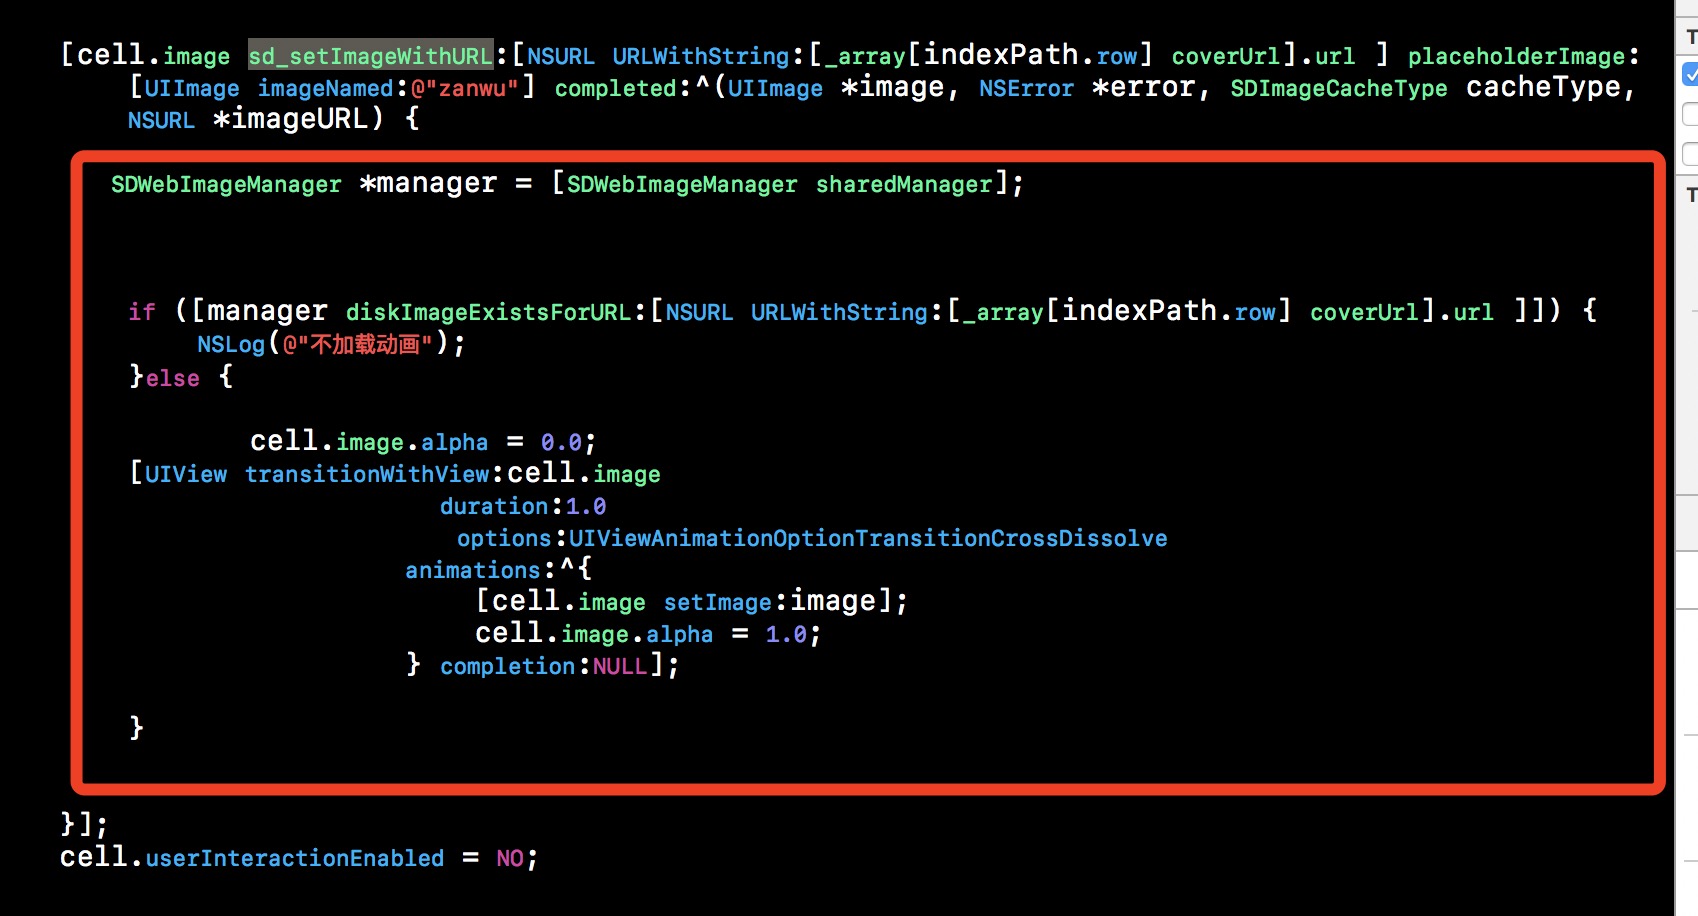 [cell.image sd_setImageWithURL:[NSURL URLWithString:[_array[indexPath.row] coverUrl].url ] placeholderImage:
[UIImage imageNamed:@"zanwu"] completed:^(UIImage *image, NSError *error, SDImageCacheType cacheType,
NSURL *imageURL) {
SDWebImageManager *manager = [SDWebImageManager sharedManager];
if ([manager diskImageExistsForURL:[NSURL URLWithString:[_array[indexPath.row] coverUrl].url ]]) {
NSLog(@"不加载动画");
}else {
cell.image.alpha = 0.0;
[UIView transitionWithView:cell.image
duration:1.0
options:UIViewAnimationOptionTransitionCrossDissolve
animations:^{
[cell.image setImage:image];
cell.image.alpha = 1.0;
} completion:NULL];
}
}];
cell.userInteractionEnabled = NO;